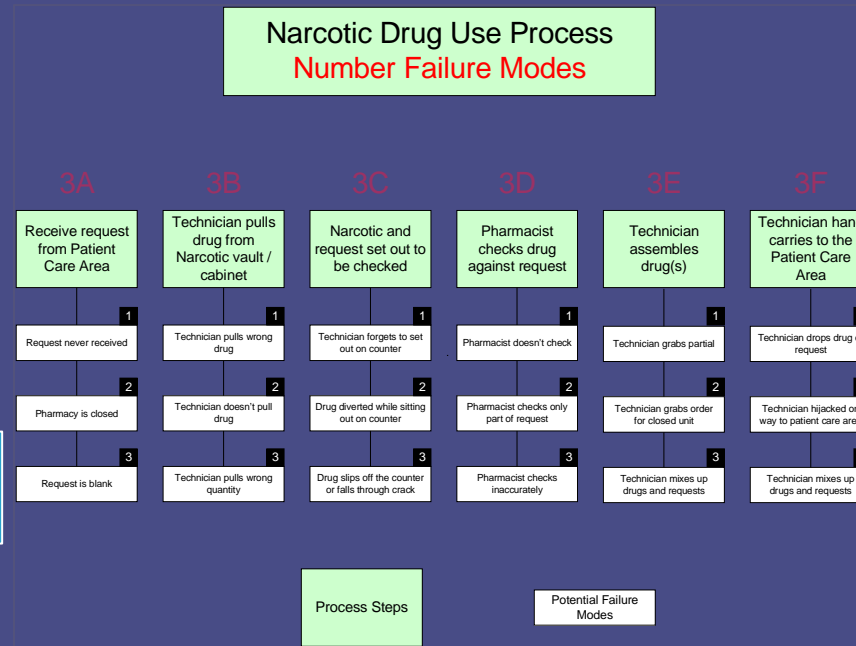 Narcotic Drug Use Process
Number Failure Modes
3A
3B
3C
3D
3E
3F
Receive request
from Patient
Care Area
Technician pulls
drug from
Narcotic vault /
cabinet
Narcotic and
request set out to
be checked
Pharmacist
checks drug
against request
Technician
assembles
drug(s)
Technician han
carries to the
Patient Care
Area
1
Request never received
1
Technician pulls wrong
drug
1
Technician forgets to set
out on counter
1
Pharmacist doesn't check
1
Technician grabs partial
Technician drops drug
request
2
Pharmacy is closed
2
Technician doesn't pull
drug
2
Drug diverted while sitting
out on counter
2
Pharmacist checks only
part of request
2
Technician grabs order
for closed unit
Technician hijacked on
way to patient care are
3
Request is blank
3
Technician pulls wrong
quantity
3
Drug slips off the counter
or falls through crack
3
Pharmacist checks
inaccurately
3
Technician mixes up
drugs and requests
Technician mixes up
drugs and requests
Process Steps
Potential Failure
Modes